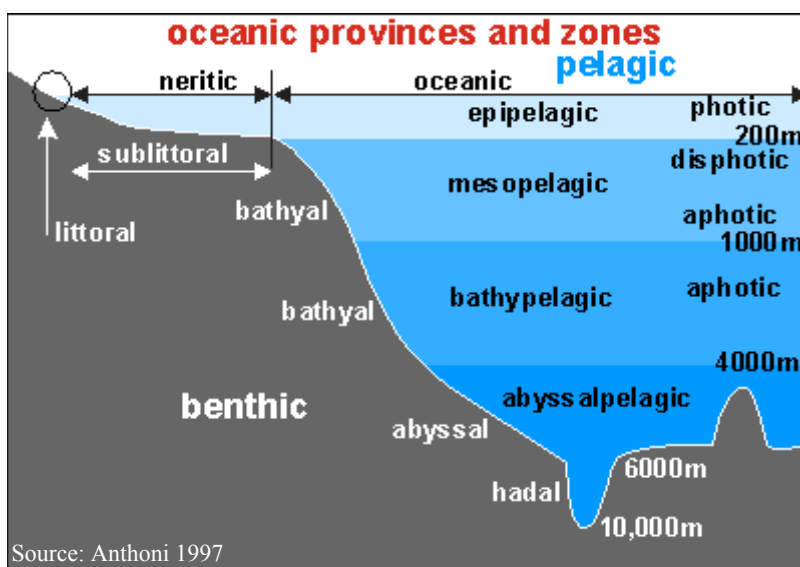 oceanic provinces and zones
pelagic
neritic
oceanic
epipelagic
photic
200m
sublittoral
disphotic
mesopelagic
bathyal
aphotic
littoral
1000m
bathypelagic
aphotic
bathyal
4000m
abyssalpelagic
benthic
abyssal
6000m
hadal
10,000m
Source: Anthoni 1997